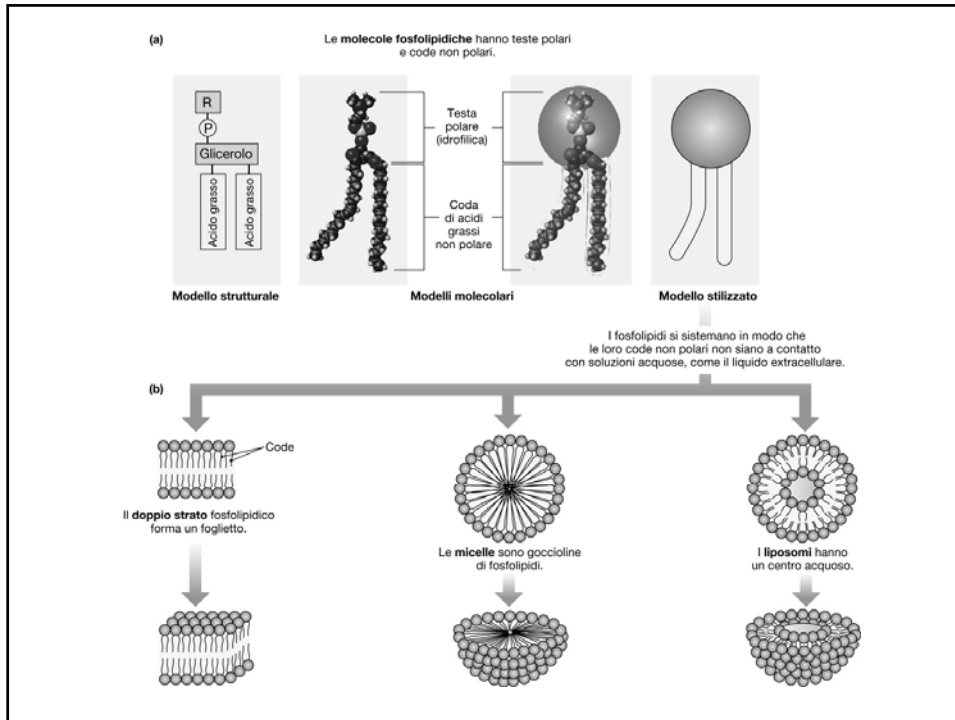 (a)
Le molecole fosfolipidiche hanno teste polari
e code non polari.
R
P
Glicerolo
Acido grasso
Acido grasso
Testa
polare
(idrofilica)
Coda
di acidi
grassi
non polare
Modello strutturale
Modelli molecolari
Modello stilizzato
I fosfolipidi si sistemano in modo che
le loro code non polari non siano a contatto
con soluzioni acquose, come il liquido extracellulare.
(b)
Code
Il doppio strato fosfolipidico
forma un foglietto.
Le micelle sono goccioline
di fosfolipidi.
I liposomi hanno
un centro acquoso.